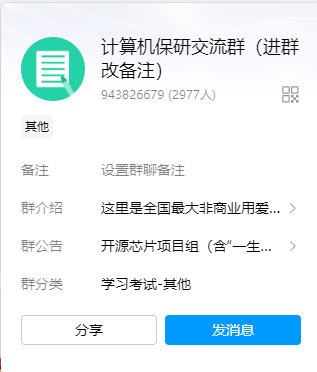 计算机保研交流群（进群
改备注）
943826679 (2977人)
其他
备注 设置群聊备注
群介绍 这里是全国最大非商业用爱...
群公告 开源芯片项目组（含“一生...
群分类 学习考试-其他
分享 发消息